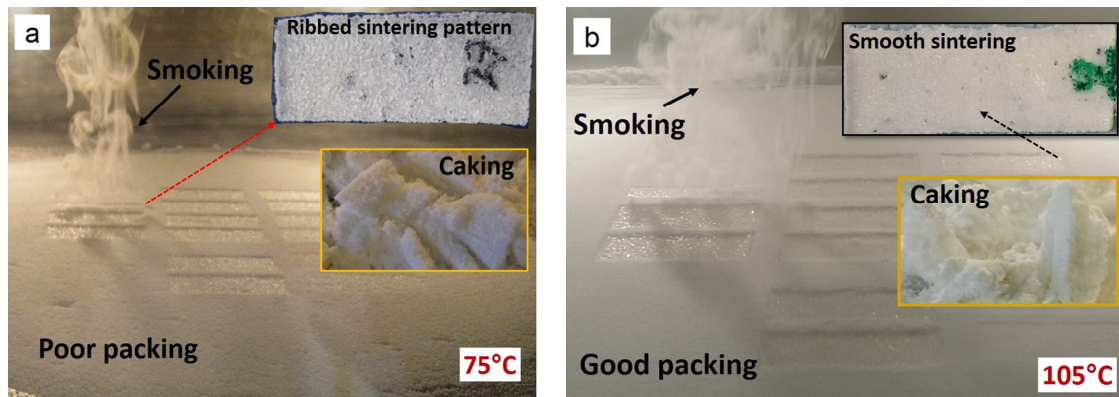 a
Ribbed sintering pattern
Smoking
Caking
Poor packing
75°C
b
Smooth sintering
Smoking
Caking
Good packing
105°C